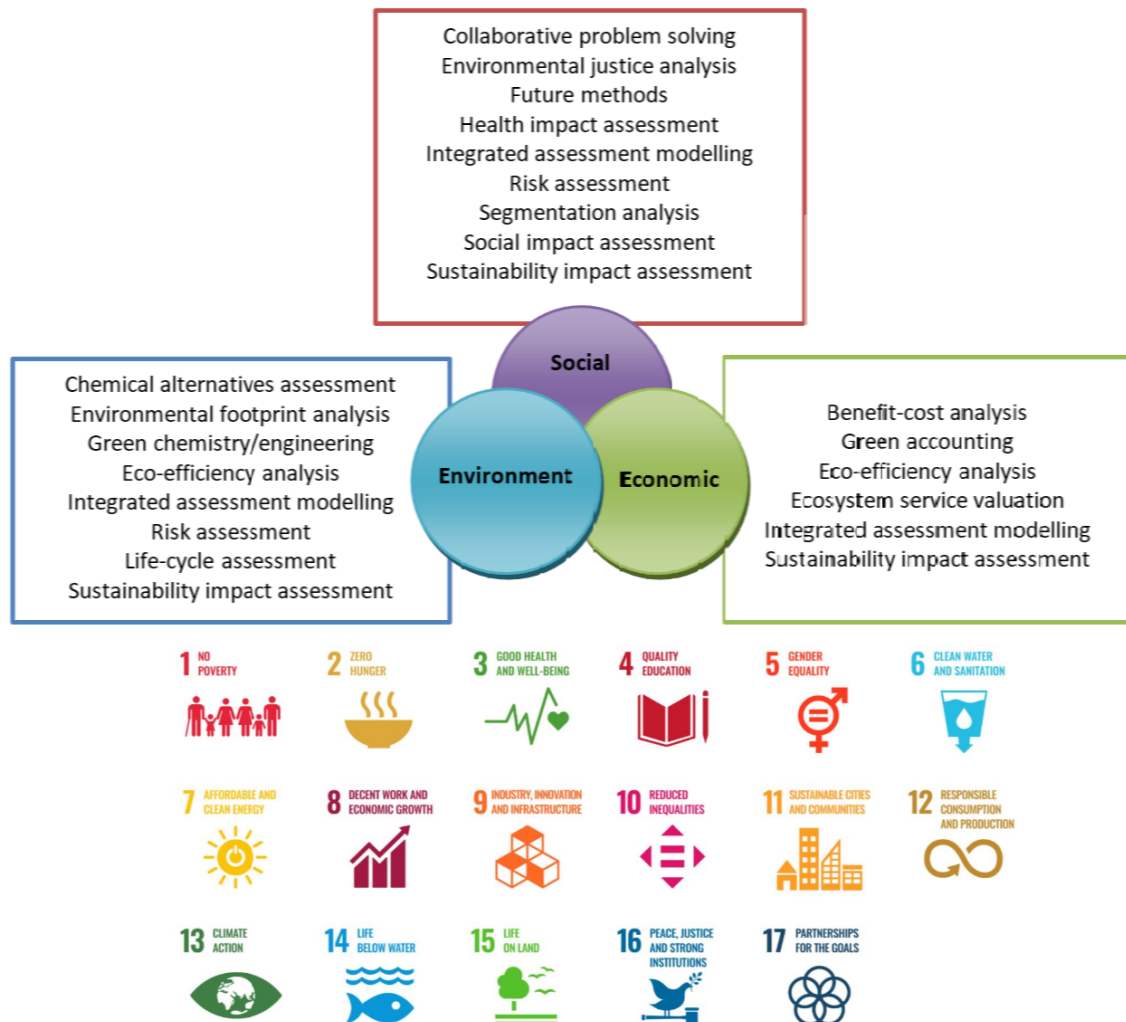 Collaborative problem solving
Environmental justice analysis
Future methods
Health impact assessment
Integrated assessment modelling
Risk assessment
Segmentation analysis
Social impact assessment
Sustainability impact assessment
Social
Environment
Economic
Chemical alternatives assessment
Environmental footprint analysis
Green chemistry/engineering
Eco-efficiency analysis
Integrated assessment modelling
Risk assessment
Life-cycle assessment
Sustainability impact assessment
Benefit-cost analysis
Green accounting
Eco-efficiency analysis
Ecosystem service valuation
Integrated assessment modelling
Sustainability impact assessment
1 NO
POVERTY
2 ZERO
HUNGER
3 GOOD HEALTH
AND WELL-BEING
4 QUALITY
EDUCATION
5 GENDER
EQUALITY
6 CLEAN WATER
AND SANITATION
7 AFFORDABLE AND
CLEAN ENERGY
8 DECENT WORK AND
ECONOMIC GROWTH
9 INDUSTRY, INNOVATION
AND INFRASTRUCTURE
10 REDUCED
INEQUALITIES
11 SUSTAINABLE CITIES
AND COMMUNITIES
12 RESPONSIBLE
CONSUMPTION
AND PRODUCTION
13 CLIMATE
ACTION
14 LIFE
BELOW WATER
15 LIFE
ON LAND
16 PEACE, JUSTICE
AND STRONG
INSTITUTIONS
17 PARTNERSHIPS
FOR THE GOALS